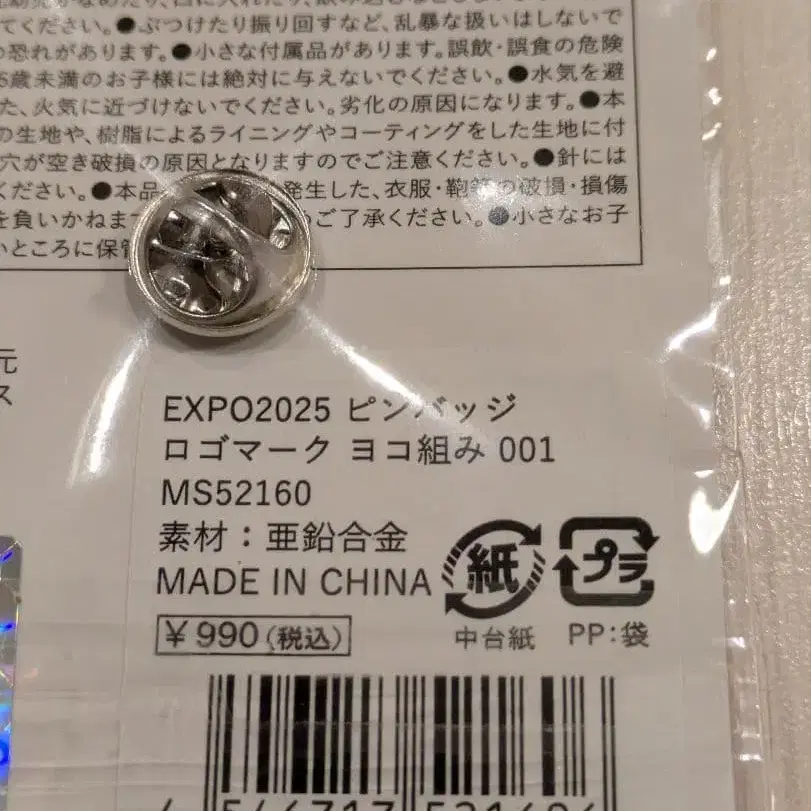 てください。●ぶつけたり振り回すなど、乱暴な扱いはしないで
の恐れがあります。●小さな付属品があります。誤飲・誤食の危険
6歳未満のお子様には絶対に与えないでください。●水気を避
た、火気に近づけないでください。劣化の原因になります。●本
の生地や、樹脂によるライニングやコーティングをした生地に付
穴が空き破損の原因となりますのでご注意ください。●針には
ください。●本品 発生した、衣服・鞄等の破損・損傷
を負いかねま ご了承ください。●小さなお子
いところに保管
元
ス
EXPO2025 ピンバッジ
ロゴマーク ヨコ組み 001
MS52160
素材：亜鉛合金
MADE IN CHINA
紙 プラ
中台紙 PP:袋
¥990(税込)